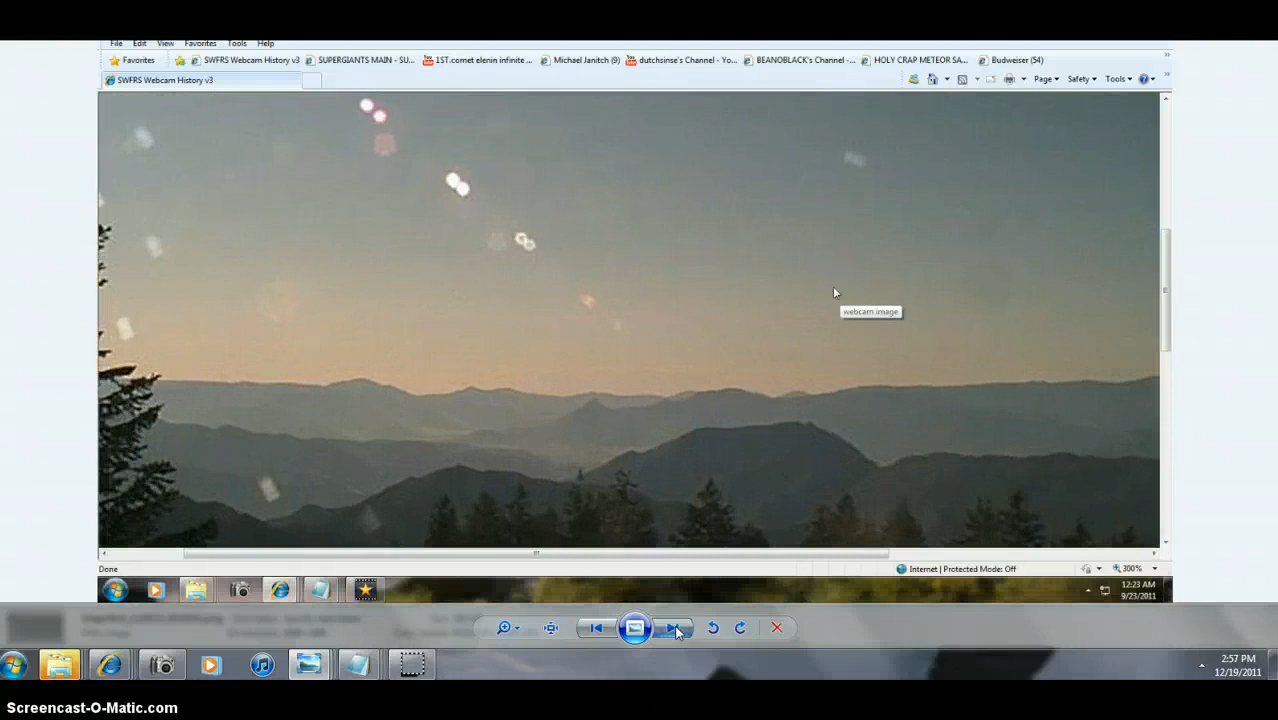 File Edit View Favorites Tools Help
Favorites SWFRS Webcam History v3 SUPERGIANTS MAIN - SU... 1ST.comet elenin infinite ... Michael Janitch (9) dutchsinse's Channel - Yo... BEANOBLACK's Channel -... HOLY CRAP METEOR SA... Budweiser (54)
SWFRS Webcam History v3 Page Safety Tools
webcam image
Done Internet | Protected Mode: Off 300%
12:23 AM
9/23/2011
2:57 PM
12/19/2011
Screencast-O-Matic.com